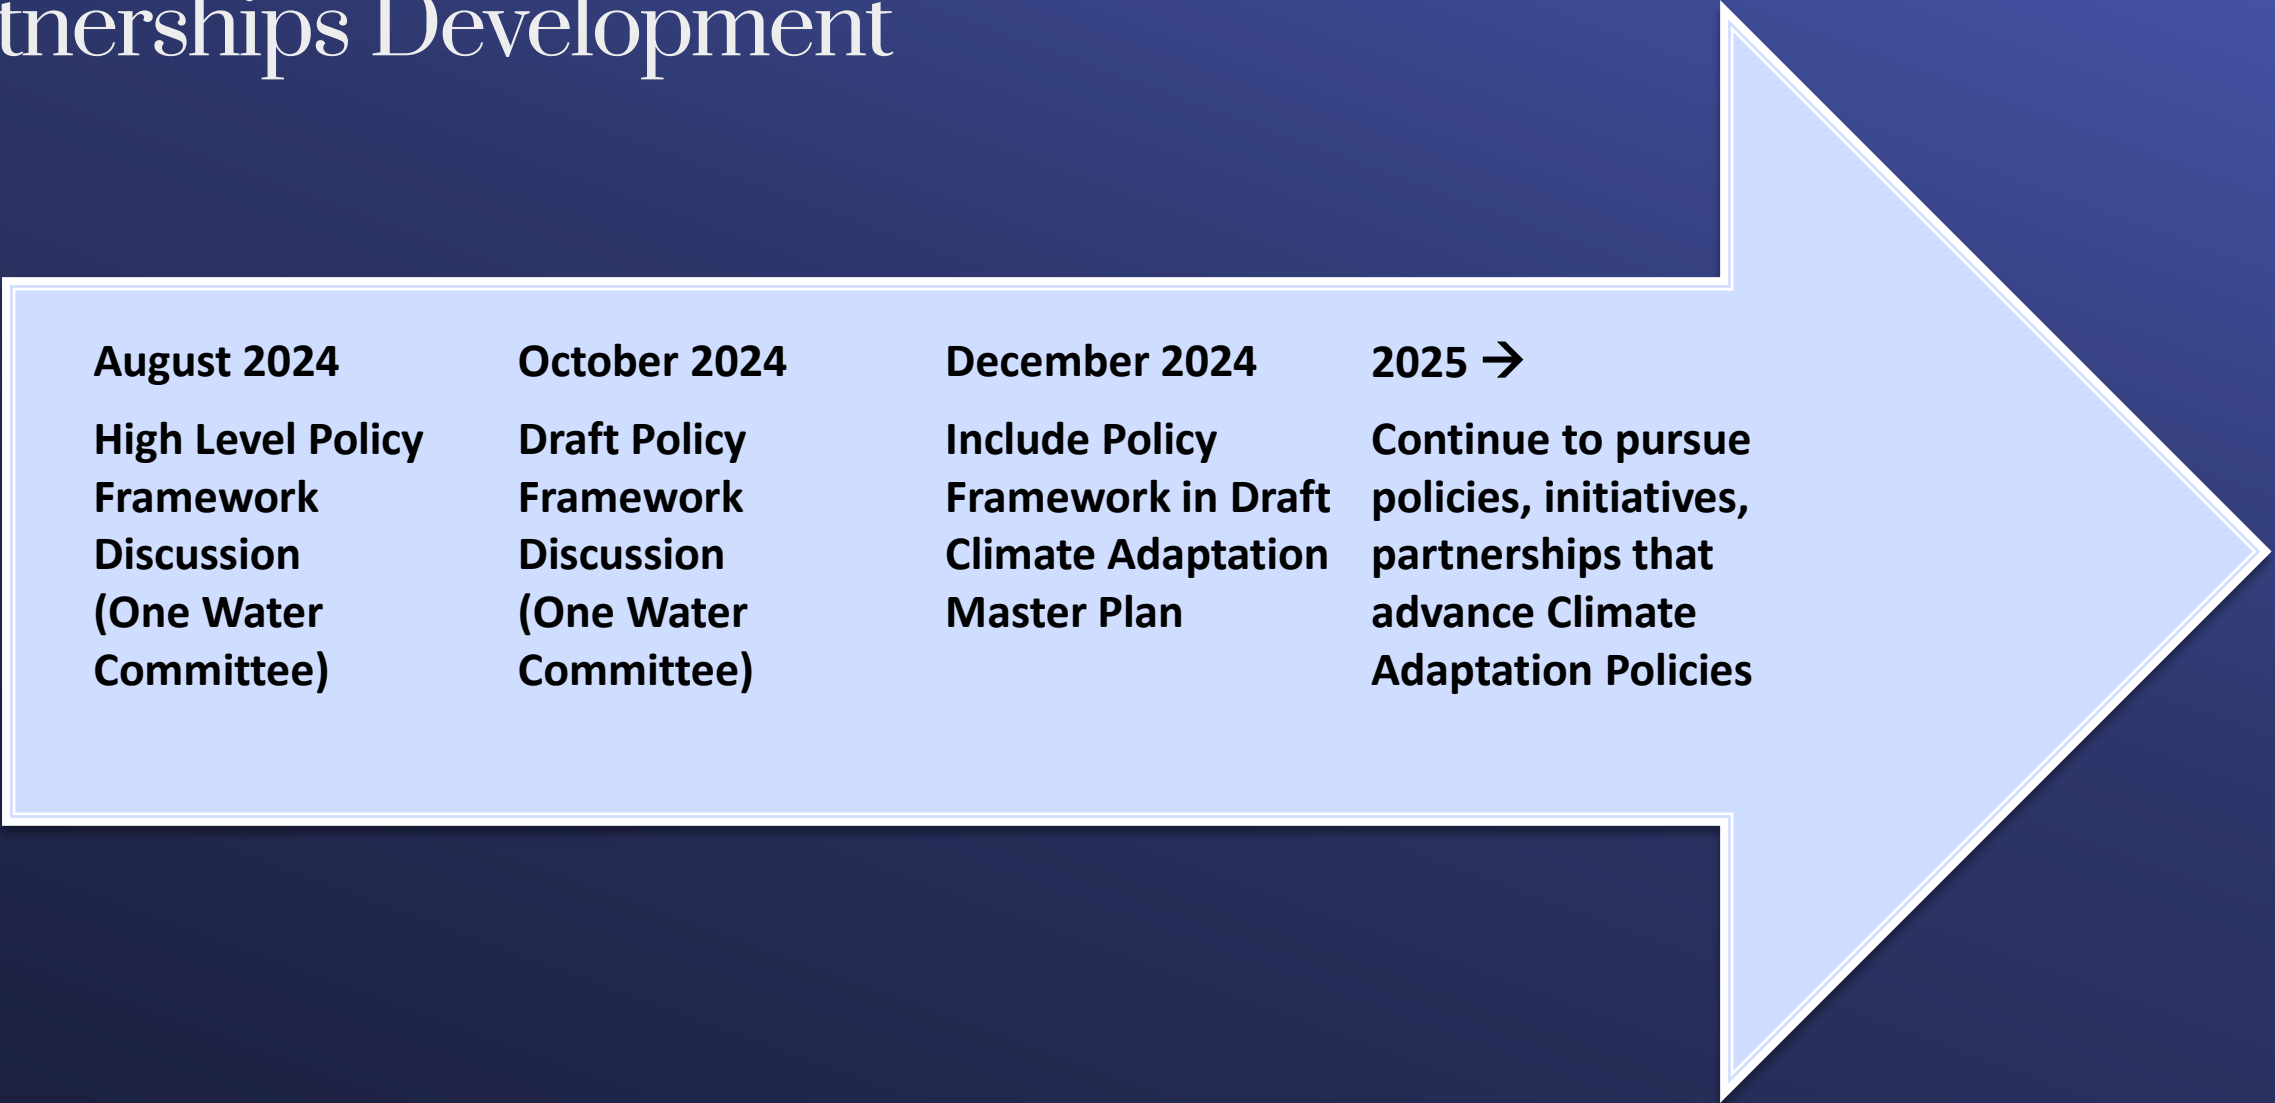 tnerships Development
August 2024
High Level Policy
Framework
Discussion
(One Water
Committee)
October 2024
Draft Policy
Framework
Discussion
(One Water
Committee)
December 2024
Include Policy
Framework in Draft
Climate Adaptation
Master Plan
2025 →
Continue to pursue
policies, initiatives,
partnerships that
advance Climate
Adaptation Policies